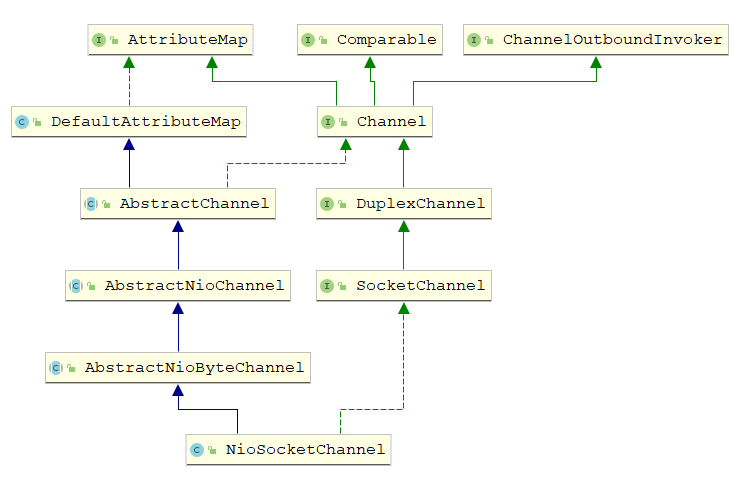 I AttributeMap
I Comparable
I ChannelOutboundInvoker
C DefaultAttributeMap
I Channel
C AbstractChannel
I DuplexChannel
C AbstractNioChannel
I SocketChannel
C AbstractNioByteChannel
C NioSocketChannel